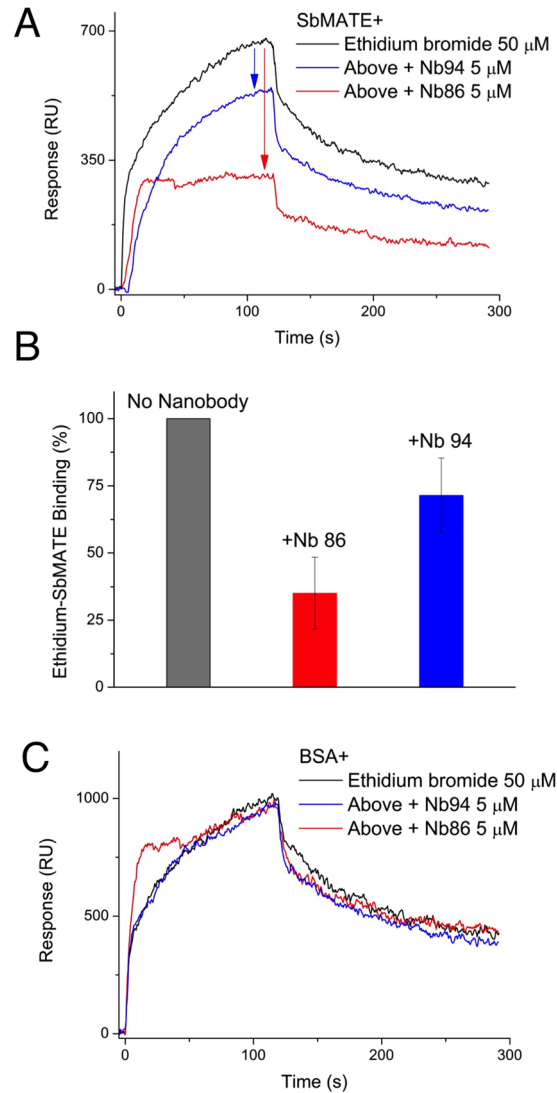 A
SbMATE+
Ethidium bromide 50 μM
Above + Nb94 5 μM
Above + Nb86 5 μM
Response (RU)
700
350
0
0 100 200 300
Time (s)
B
No Nanobody
+Nb 86
+Nb 94
Ethidium-SbMATE Binding (%)
100
75
50
25
0
C
BSA+
Ethidium bromide 50 μM
Above + Nb94 5 μM
Above + Nb86 5 μM
Response (RU)
1000
500
0
0 100 200 300
Time (s)